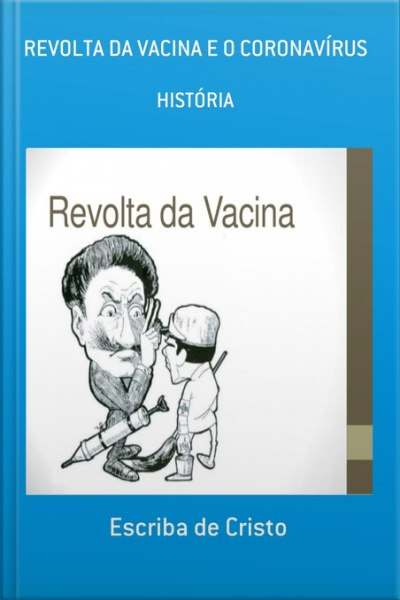 REVOLTA DA VACINA E O CORONAVÍRUS
HISTÓRIA
Revolta da Vacina
Escriba de Cristo